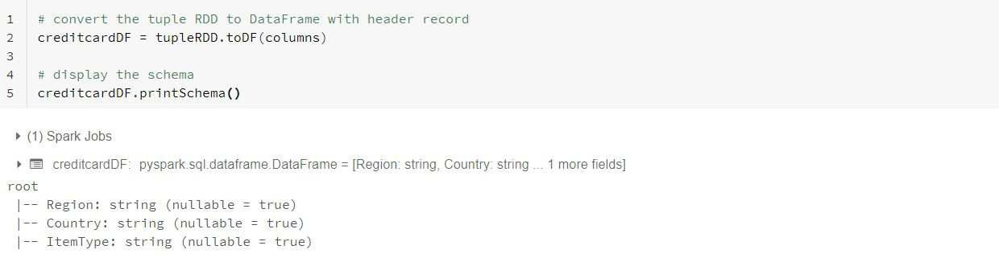 1 # convert the tuple RDD to DataFrame with header record
2 creditcardDF = tupleRDD.toDF(columns)
3
4 # display the schema
5 creditcardDF.printSchema()
(1) Spark Jobs
creditcardDF: pyspark.sql.dataframe.DataFrame = [Region: string, Country: string ... 1 more fields]
root
|-- Region: string (nullable = true)
|-- Country: string (nullable = true)
|-- ItemType: string (nullable = true)